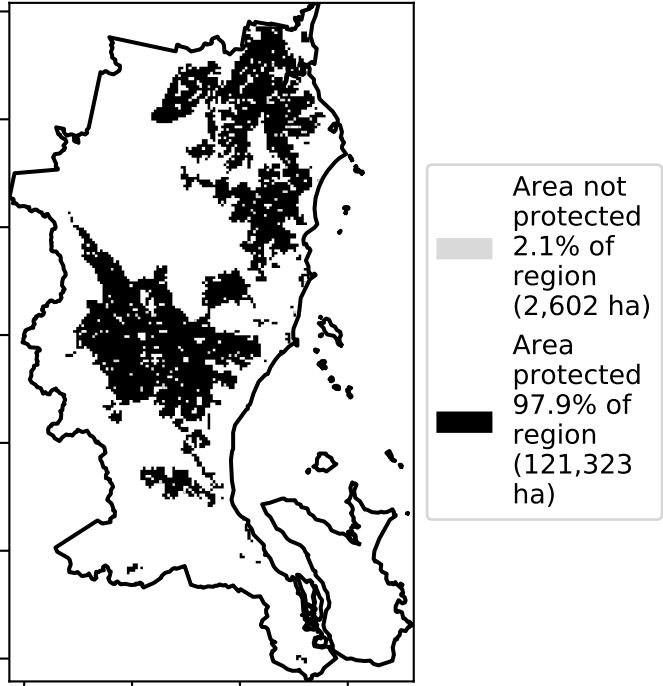 Area not
protected
2.1% of
region
(2,602 ha)
Area
protected
97.9% of
region
(121,323
ha)